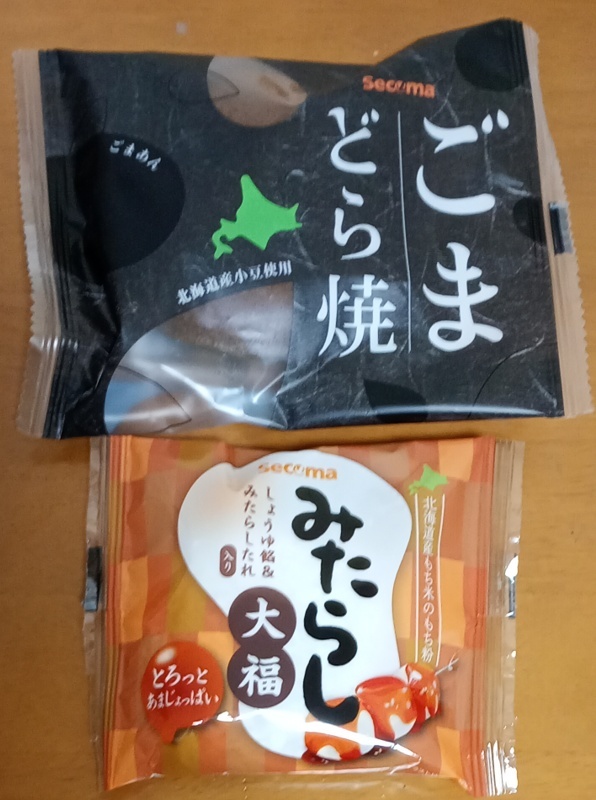 Secoma
ごま
どら焼
ごまあん
北海道産小豆使用
secoma
みたらし
大福
しょうゆ餡&
みたらしたれ
入り
北海道産もち米のもち粉
とろっと
あまじょっぱい